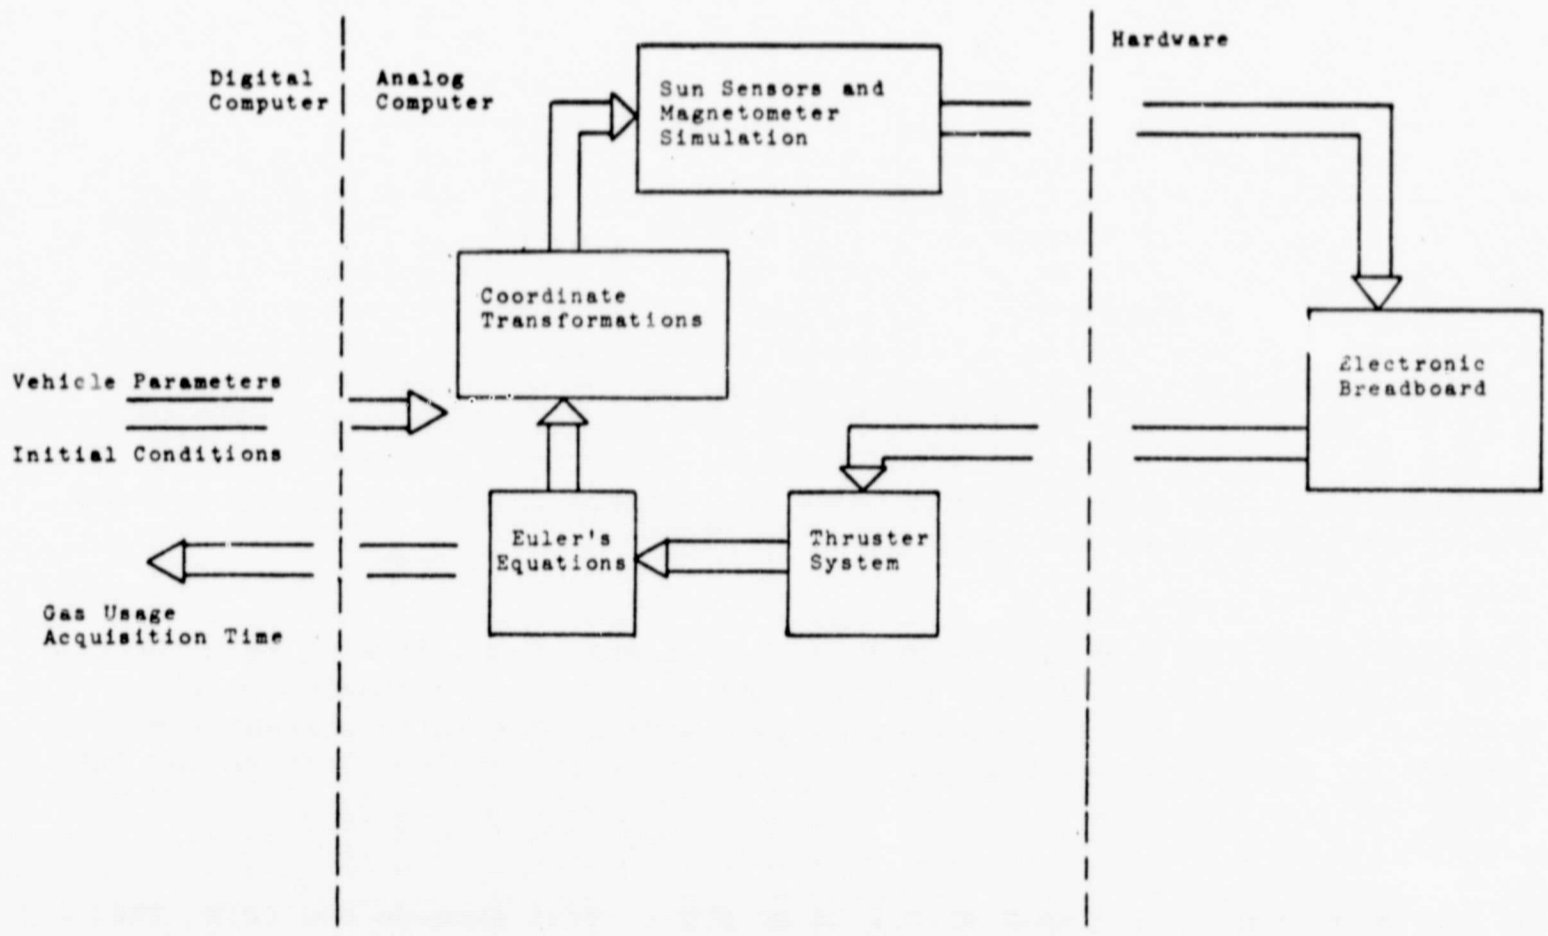 Hardware
Digital
Computer
Analog
Computer
Sun Sensors and
Magnetometer
Simulation
Coordinate
Transformations
Electronic
Breadboard
Vehicle Parameters
Initial Conditions
Euler's
Equations
Thruster
System
Gas Usage
Acquisition Time